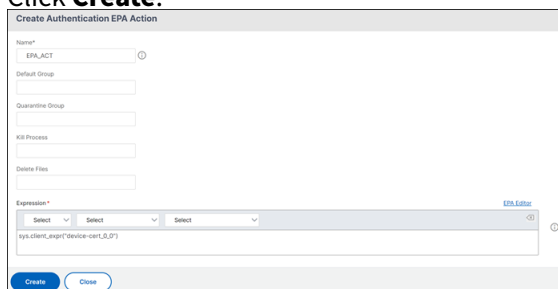 Click Create.
Create Authentication EPA Action
Name*
EPA_ACT
Default Group
Quarantine Group
Kill Process
Delete Files
Expression * EPA Editor
Select Select Select
sys.client_expr("device-cert_0_0")
Create Close